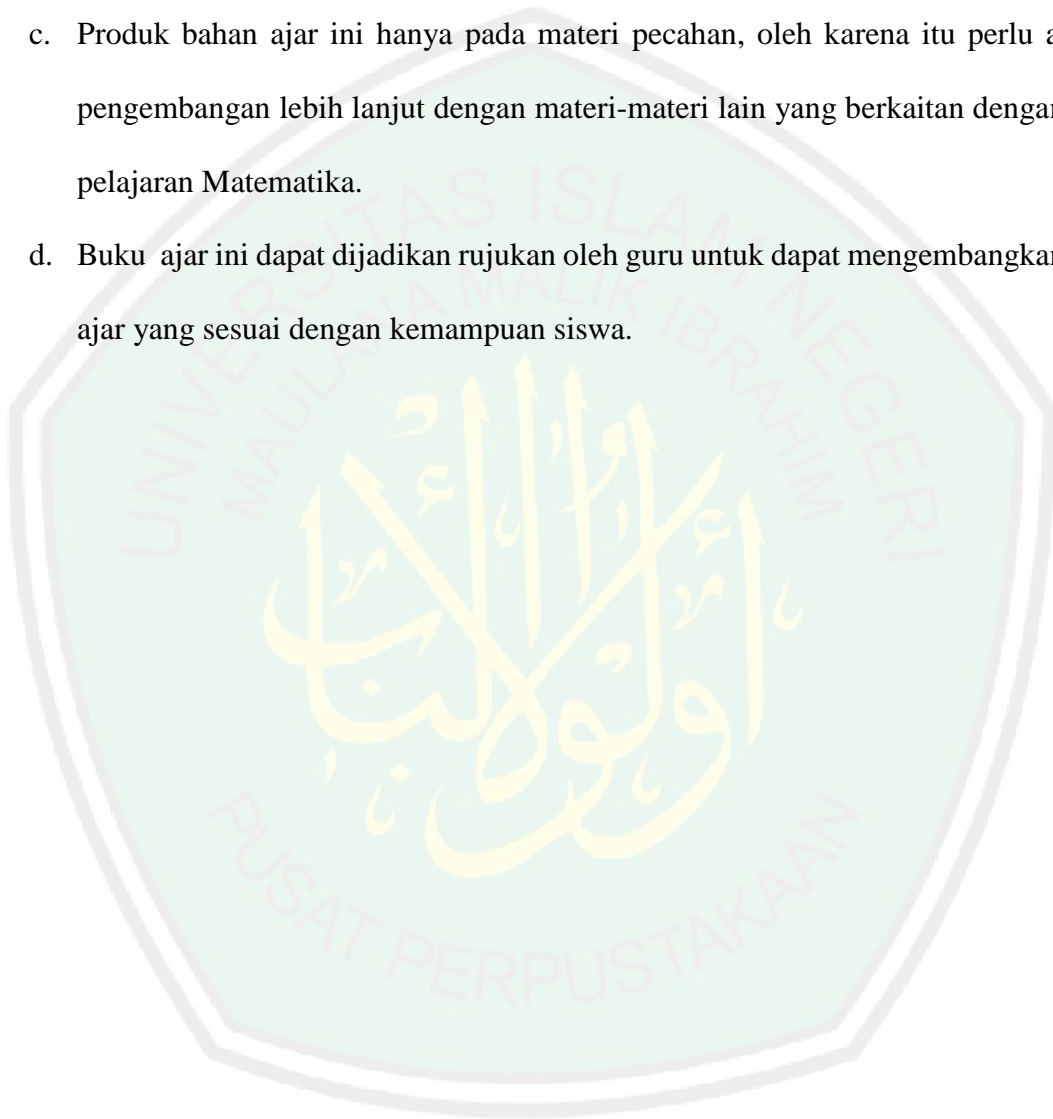 c. Produk bahan ajar ini hanya pada materi pecahan, oleh karena itu perlu a
pengembangan lebih lanjut dengan materi-materi lain yang berkaitan dengan
pelajaran Matematika.
d. Buku ajar ini dapat dijadikan rujukan oleh guru untuk dapat mengembangkan
ajar yang sesuai dengan kemampuan siswa.
UNIVERSITAS ISLAM NEGERI
MAULANA MALIK IBRAHIM
أولوا الألباب
PUSAT PERPUSTAKAAN